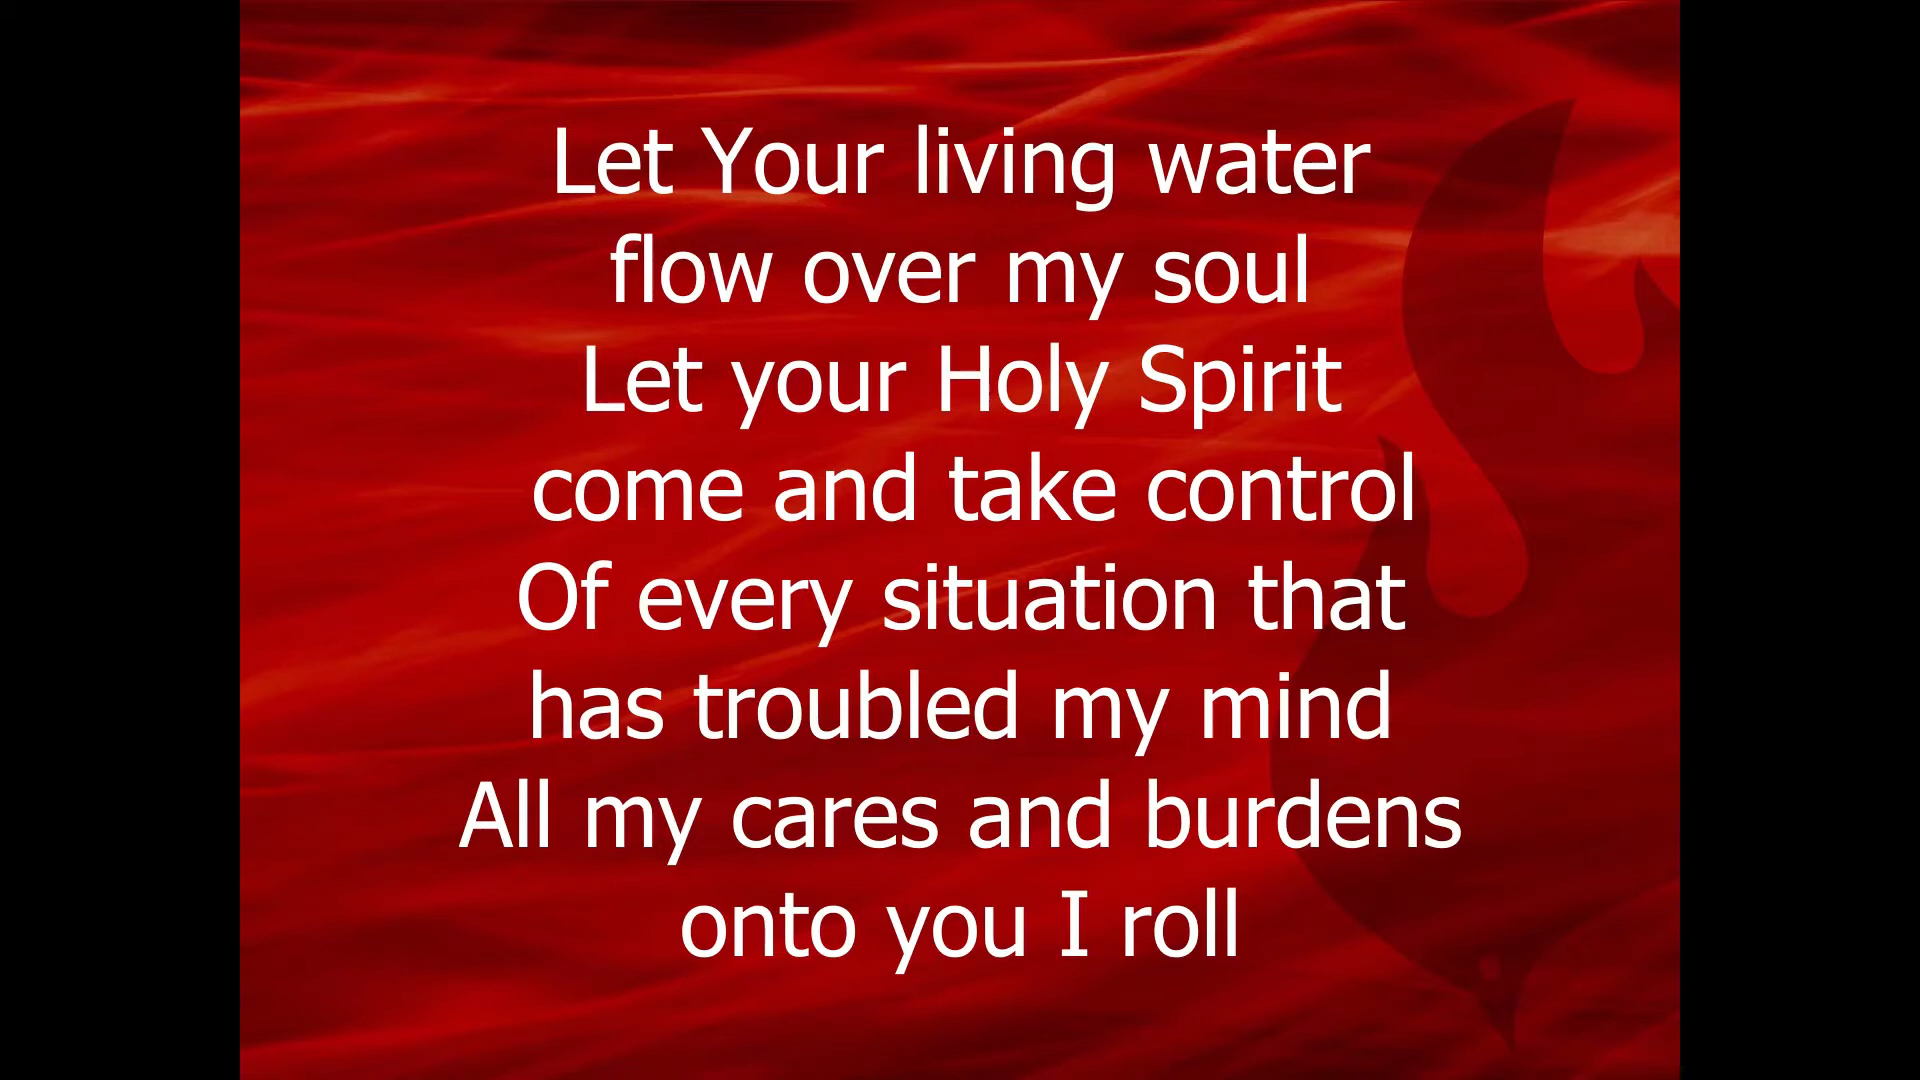 Let Your living water
flow over my soul
Let your Holy Spirit
come and take control
Of every situation that
has troubled my mind
All my cares and burdens
onto you I roll